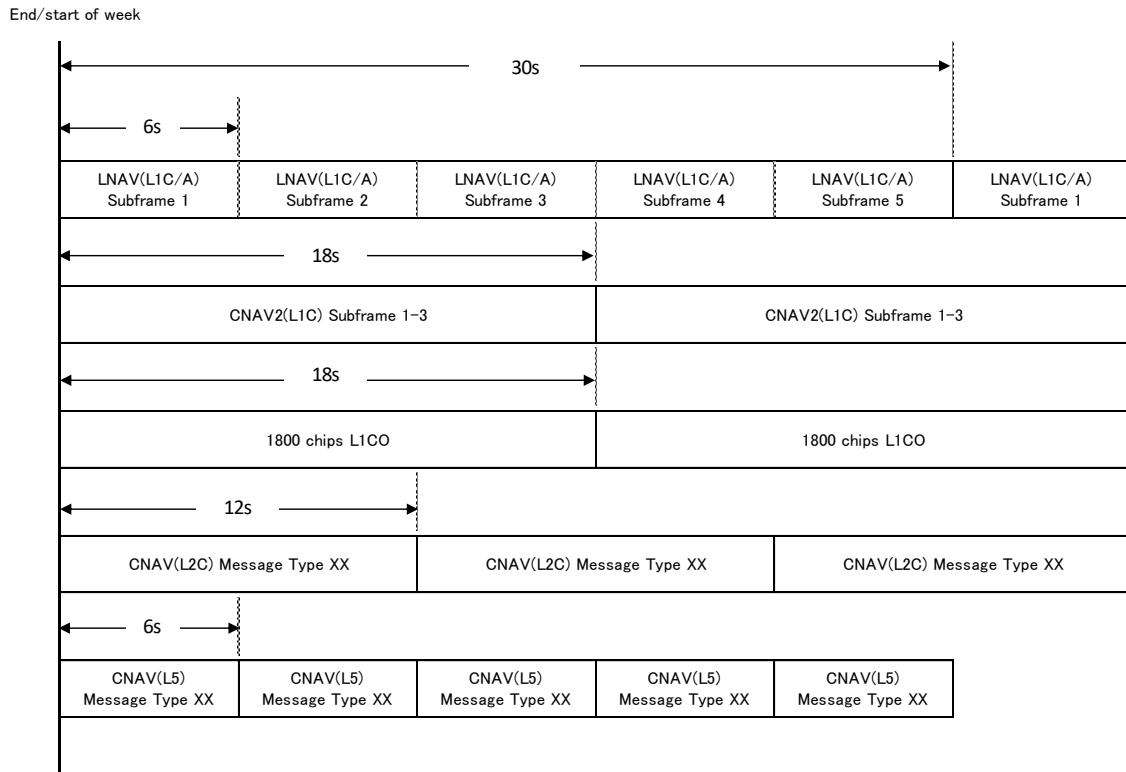 End/start of week
30s
6s
LNAV(L1C/A)
Subframe 1
LNAV(L1C/A)
Subframe 2
LNAV(L1C/A)
Subframe 3
LNAV(L1C/A)
Subframe 4
LNAV(L1C/A)
Subframe 5
LNAV(L1C/A)
Subframe 1
18s
CNAV2(L1C) Subframe 1-3
CNAV2(L1C) Subframe 1-3
18s
1800 chips L1CO
1800 chips L1CO
12s
CNAV(L2C) Message Type XX
CNAV(L2C) Message Type XX
CNAV(L2C) Message Type XX
6s
CNAV(L5)
Message Type XX
CNAV(L5)
Message Type XX
CNAV(L5)
Message Type XX
CNAV(L5)
Message Type XX
CNAV(L5)
Message Type XX